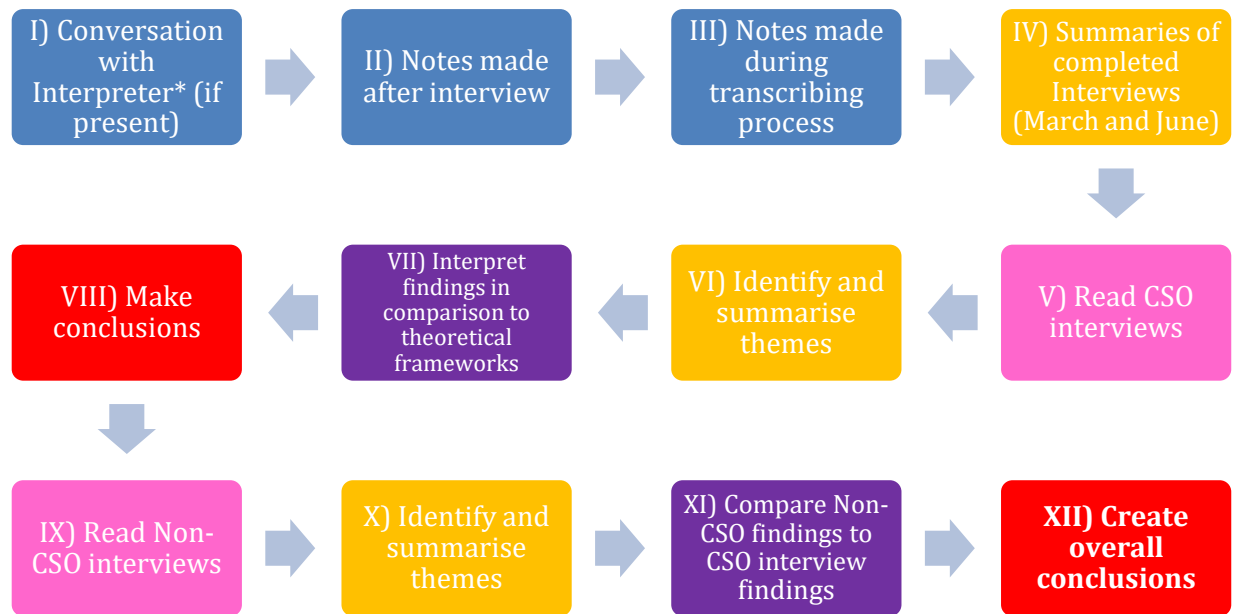 I) Conversation
with
Interpreter* (if
present)
II) Notes made
after interview
III) Notes made
during
transcribing
process
IV) Summaries of
completed
Interviews
(March and June)
V) Read CSO
interviews
VI) Identify and
summarise
themes
VII) Interpret
findings in
comparison to
theoretical
frameworks
VIII) Make
conclusions
IX) Read Non-
CSO interviews
X) Identify and
summarise
themes
XI) Compare Non-
CSO findings to
CSO interview
findings
XII) Create
overall
conclusions